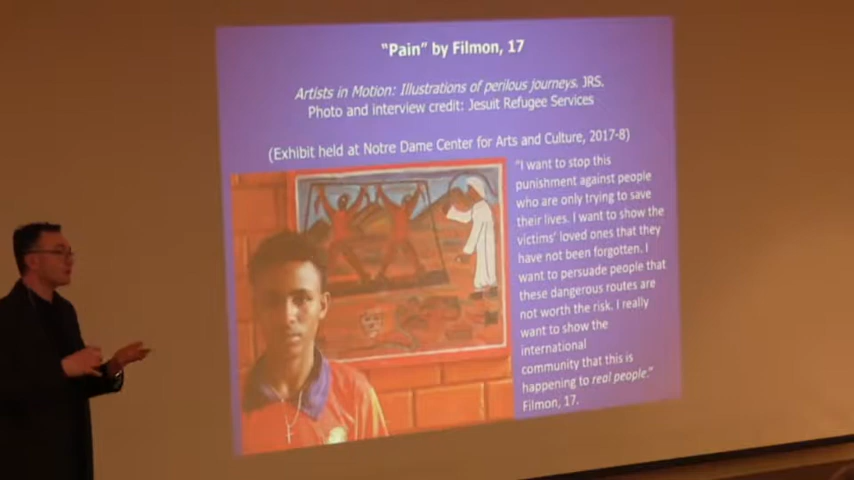 “Pain” by Filmon, 17
Artists in Motion: Illustrations of perilous journeys, JRS.
Photo and interview credit: Jesuit Refugee Services
(Exhibit held at Notre Dame Center for Arts and Culture, 2017-8)
“I want to stop this
punishment against people
who are only trying to save
their lives. I want to show the
victims’ loved ones that they
have not been forgotten. I
want to persuade people that
these dangerous routes are
not worth the risk. I really
want to show the
international
community that this is
happening to real people.”
Filmon, 17.